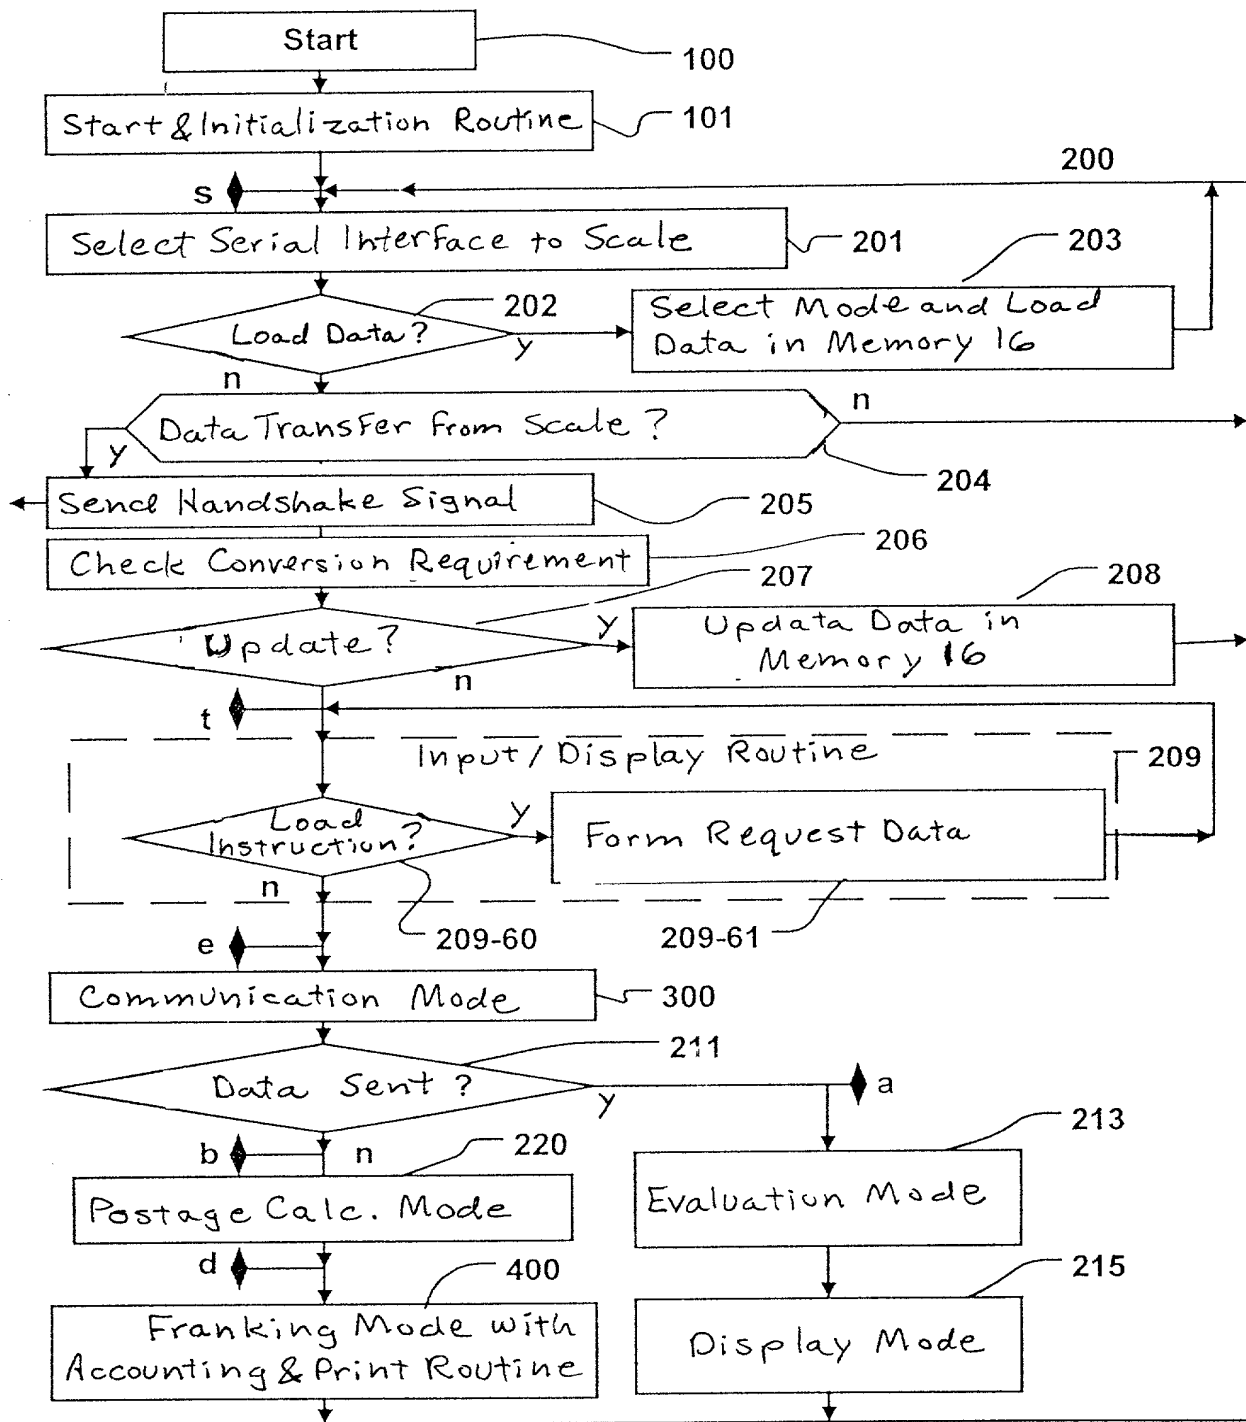 Start
100
Start & Initialization Routine
101
200
s
Select Serial Interface to Scale
201
203
202
Load Data?
y
Select Mode and Load
Data in Memory 16
n
Data Transfer from Scale?
n
y
204
Send Handshake Signal
205
206
Check Conversion Requirement
207
208
Update?
y
Updata Data in
Memory 16
n
t
Input/Display Routine
209
Load
Instruction?
y
Form Request Data
n
209-60
209-61
e
Communication Mode
300
211
Data Sent?
y
a
213
b
n
220
Postage Calc. Mode
Evaluation Mode
d
400
215
Franking Mode with
Accounting & Print Routine
Display Mode